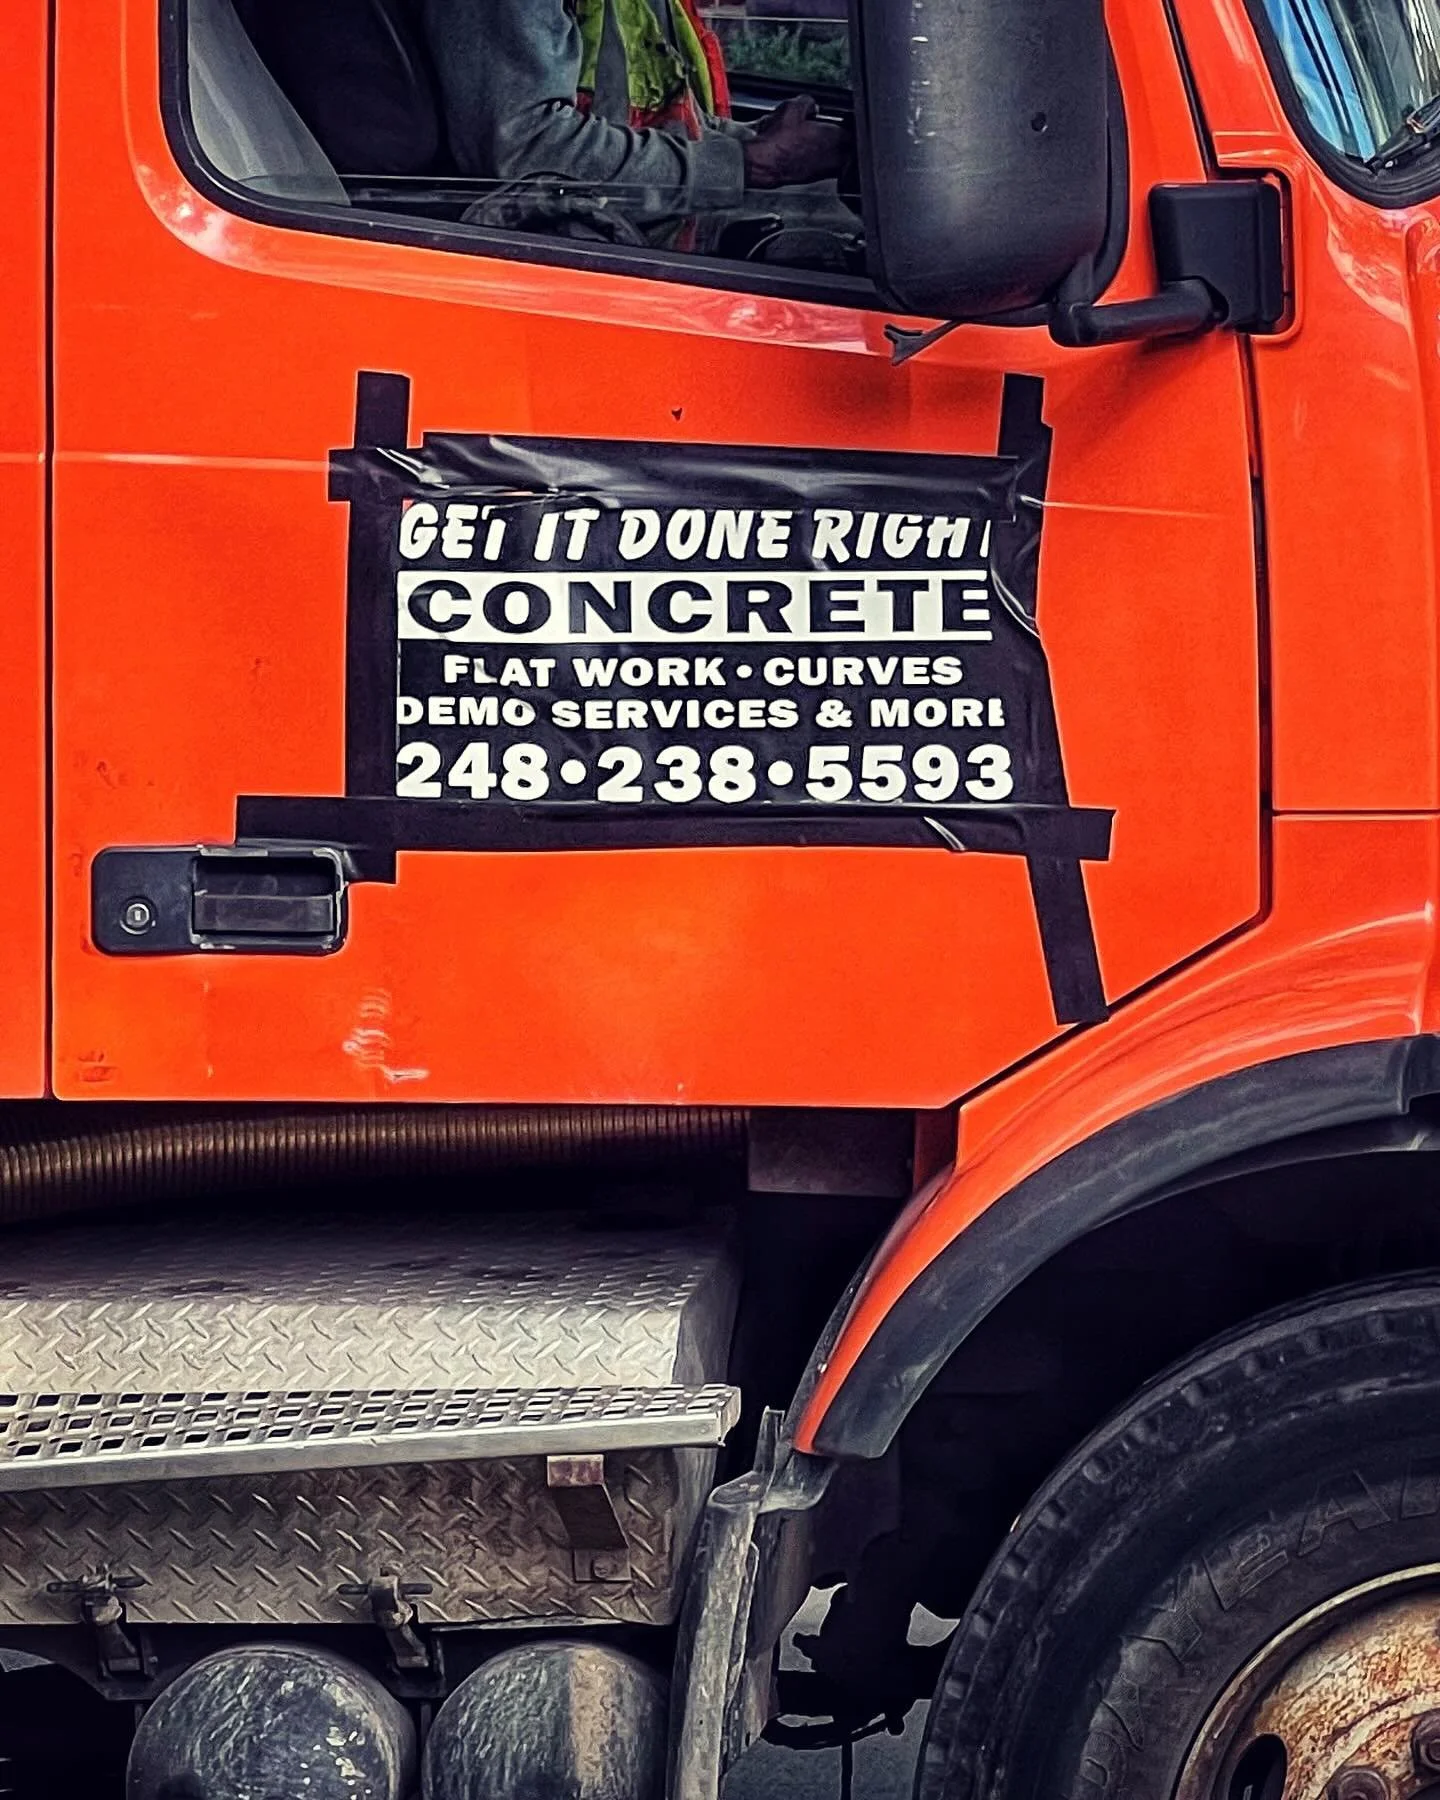 GET IT DONE RIGHT
CONCRETE
FLAT WORK • CURVES
DEMO SERVICES & MORE
248•238•5593